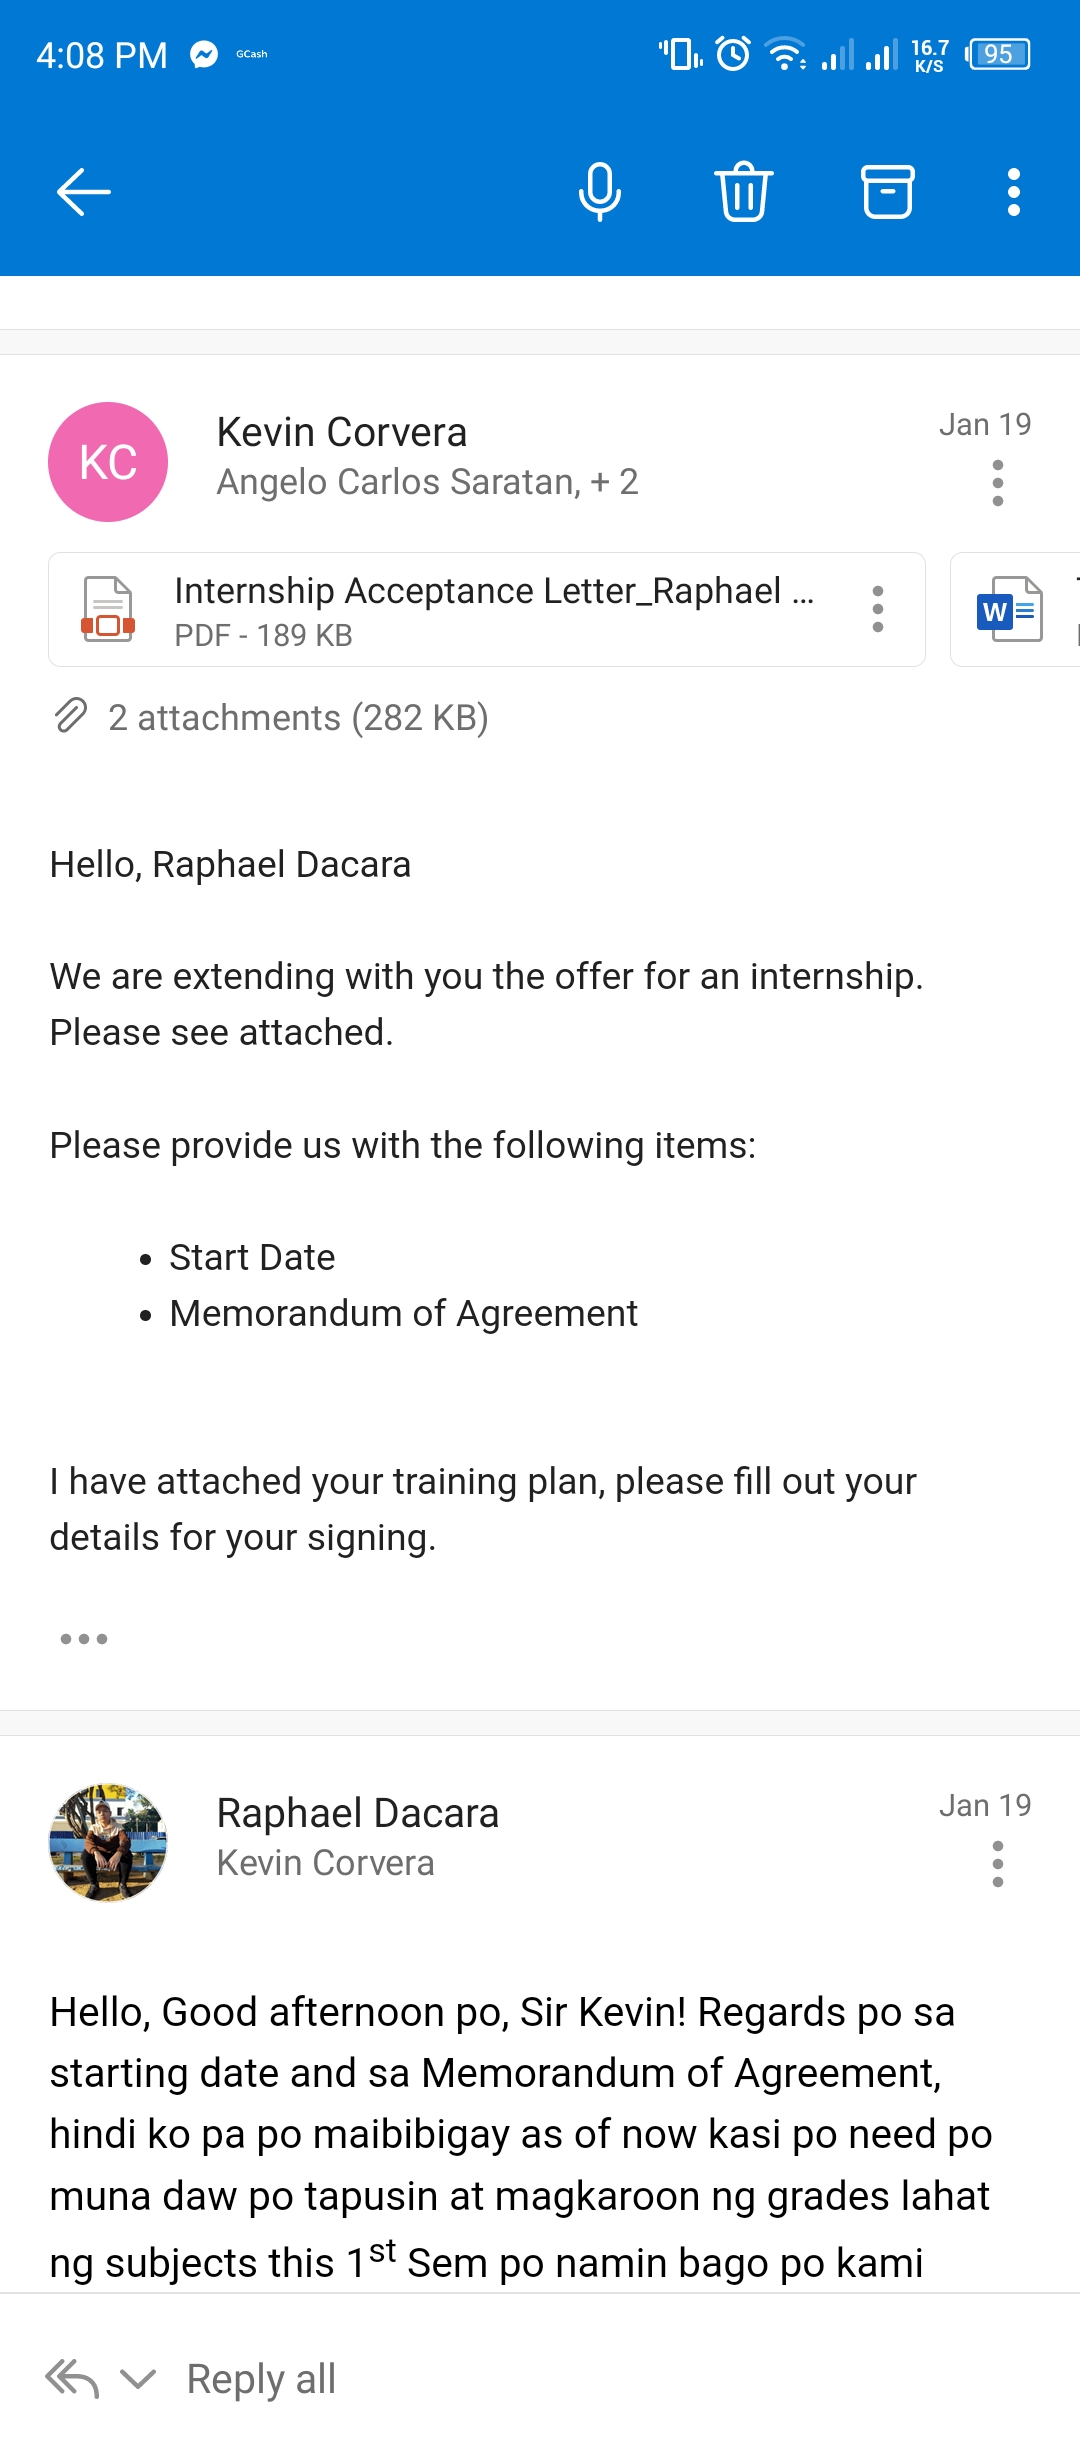 4:08 PM GCash 16.7 K/S 95
KC
Kevin Corvera
Jan 19
Angelo Carlos Saratan, + 2
Internship Acceptance Letter_Raphael ...
PDF - 189 KB
W
2 attachments (282 KB)
Hello, Raphael Dacara
We are extending with you the offer for an internship.
Please see attached.
Please provide us with the following items:
• Start Date
• Memorandum of Agreement
I have attached your training plan, please fill out your
details for your signing.
Raphael Dacara
Jan 19
Kevin Corvera
Hello, Good afternoon po, Sir Kevin! Regards po sa
starting date and sa Memorandum of Agreement,
hindi ko pa po maibibigay as of now kasi po need po
muna daw po tapusin at magkaroon ng grades lahat
ng subjects this 1st Sem po namin bago po kami
Reply all